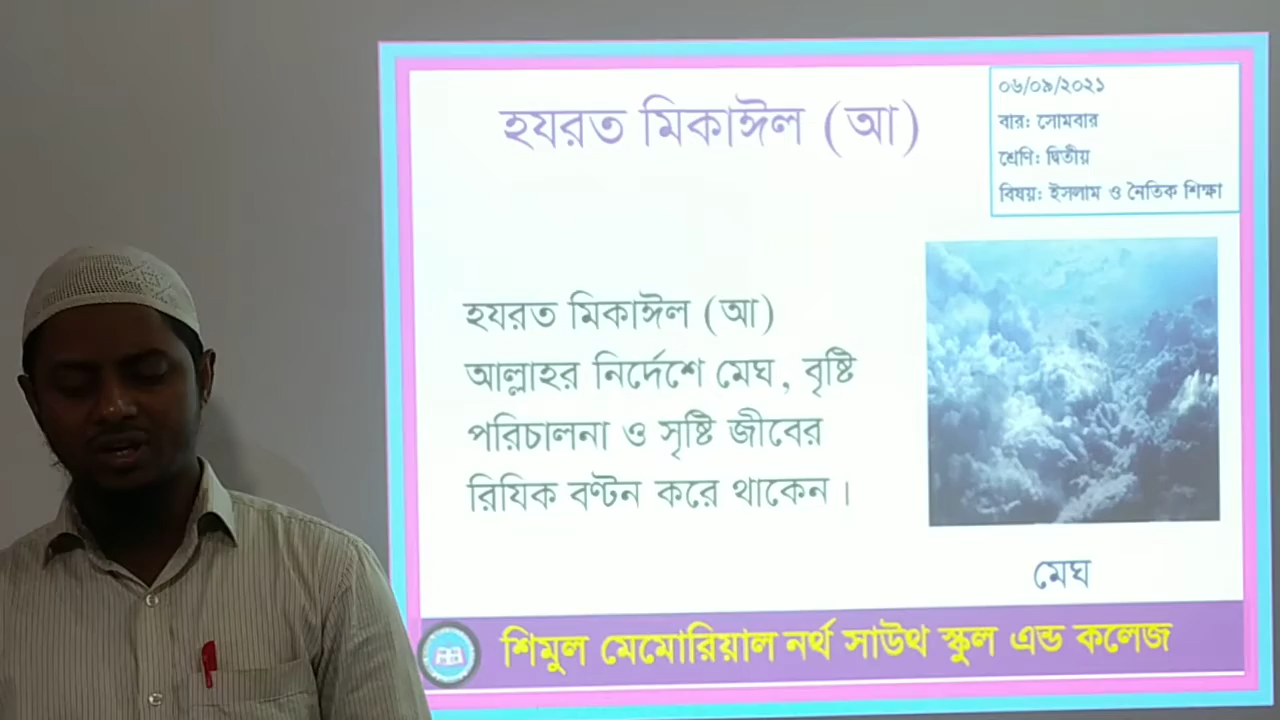 হযরত মিকাঈল (আ)
০৬/০৯/২০২১
বার: সোমবার
শ্রেণি: দ্বিতীয়
বিষয়: ইসলাম ও নৈতিক শিক্ষা
হযরত মিকাঈল (আ)
আল্লাহর নির্দেশে মেঘ, বৃষ্টি
পরিচালনা ও সৃষ্টি জীবের
রিযিক বণ্টন করে থাকেন।
মেঘ
শিমুল মেমোরিয়াল নর্থ সাউথ স্কুল এন্ড কলেজ